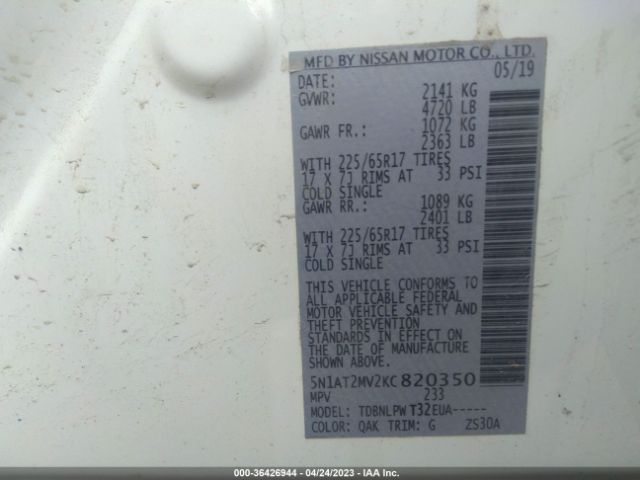 MFD BY NISSAN MOTOR CO., LTD.
DATE: 05/19
GVWR: 2141 KG
4720 LB
GAWR FR.: 1072 KG
2363 LB
WITH 225/65R17 TIRES
17 X 7J RIMS AT 33 PSI
COLD SINGLE
GAWR RR.: 1089 KG
2401 LB
WITH 225/65R17 TIRES
17 X 7J RIMS AT 33 PSI
COLD SINGLE
THIS VEHICLE CONFORMS TO
ALL APPLICABLE FEDERAL
MOTOR VEHICLE SAFETY AND
THEFT PREVENTION
STANDARDS IN EFFECT ON
THE DATE OF MANUFACTURE
SHOWN ABOVE.
5N1AT2MV2KC820350
MPV 233
MODEL: TDBNLPW T32EUA-----
COLOR: QAK TRIM: G ZS30A
000-36426944 - 04/24/2023 - IAA Inc.